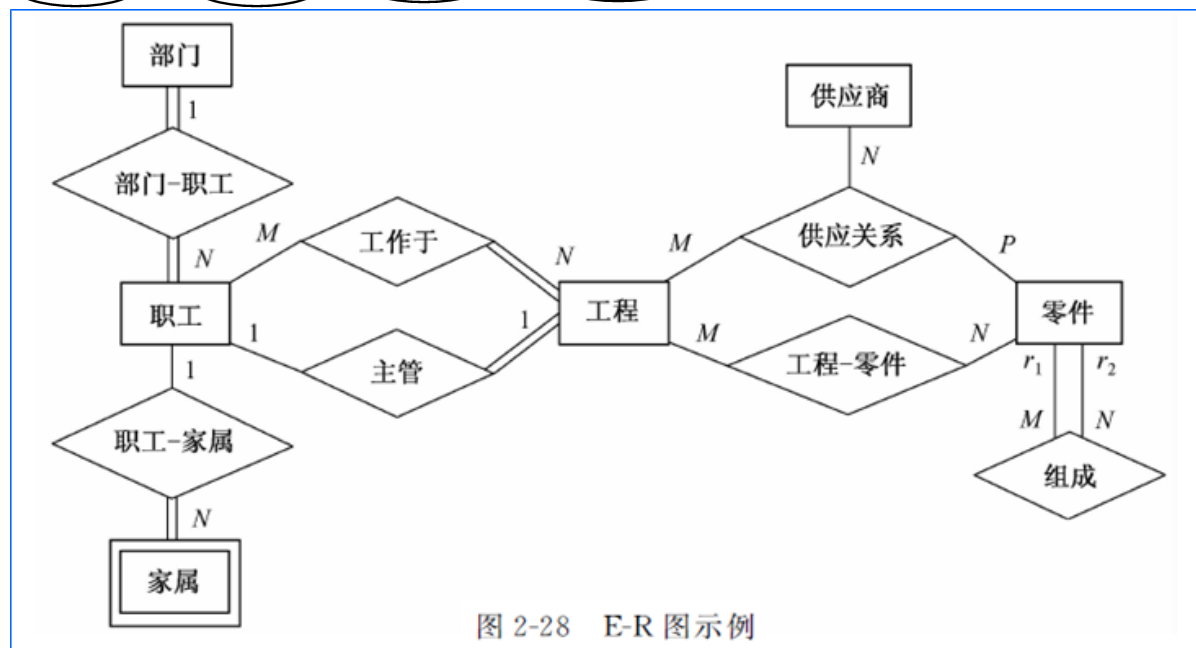 部门
1
部门-职工
N
职工
M
工作于
N
1
主管
1
工程
1
职工-家属
N
家属
供应商
N
供应关系
M
P
M
工程-零件
N
零件
r1
r2
M
N
组成
图 2-28 E-R 图示例